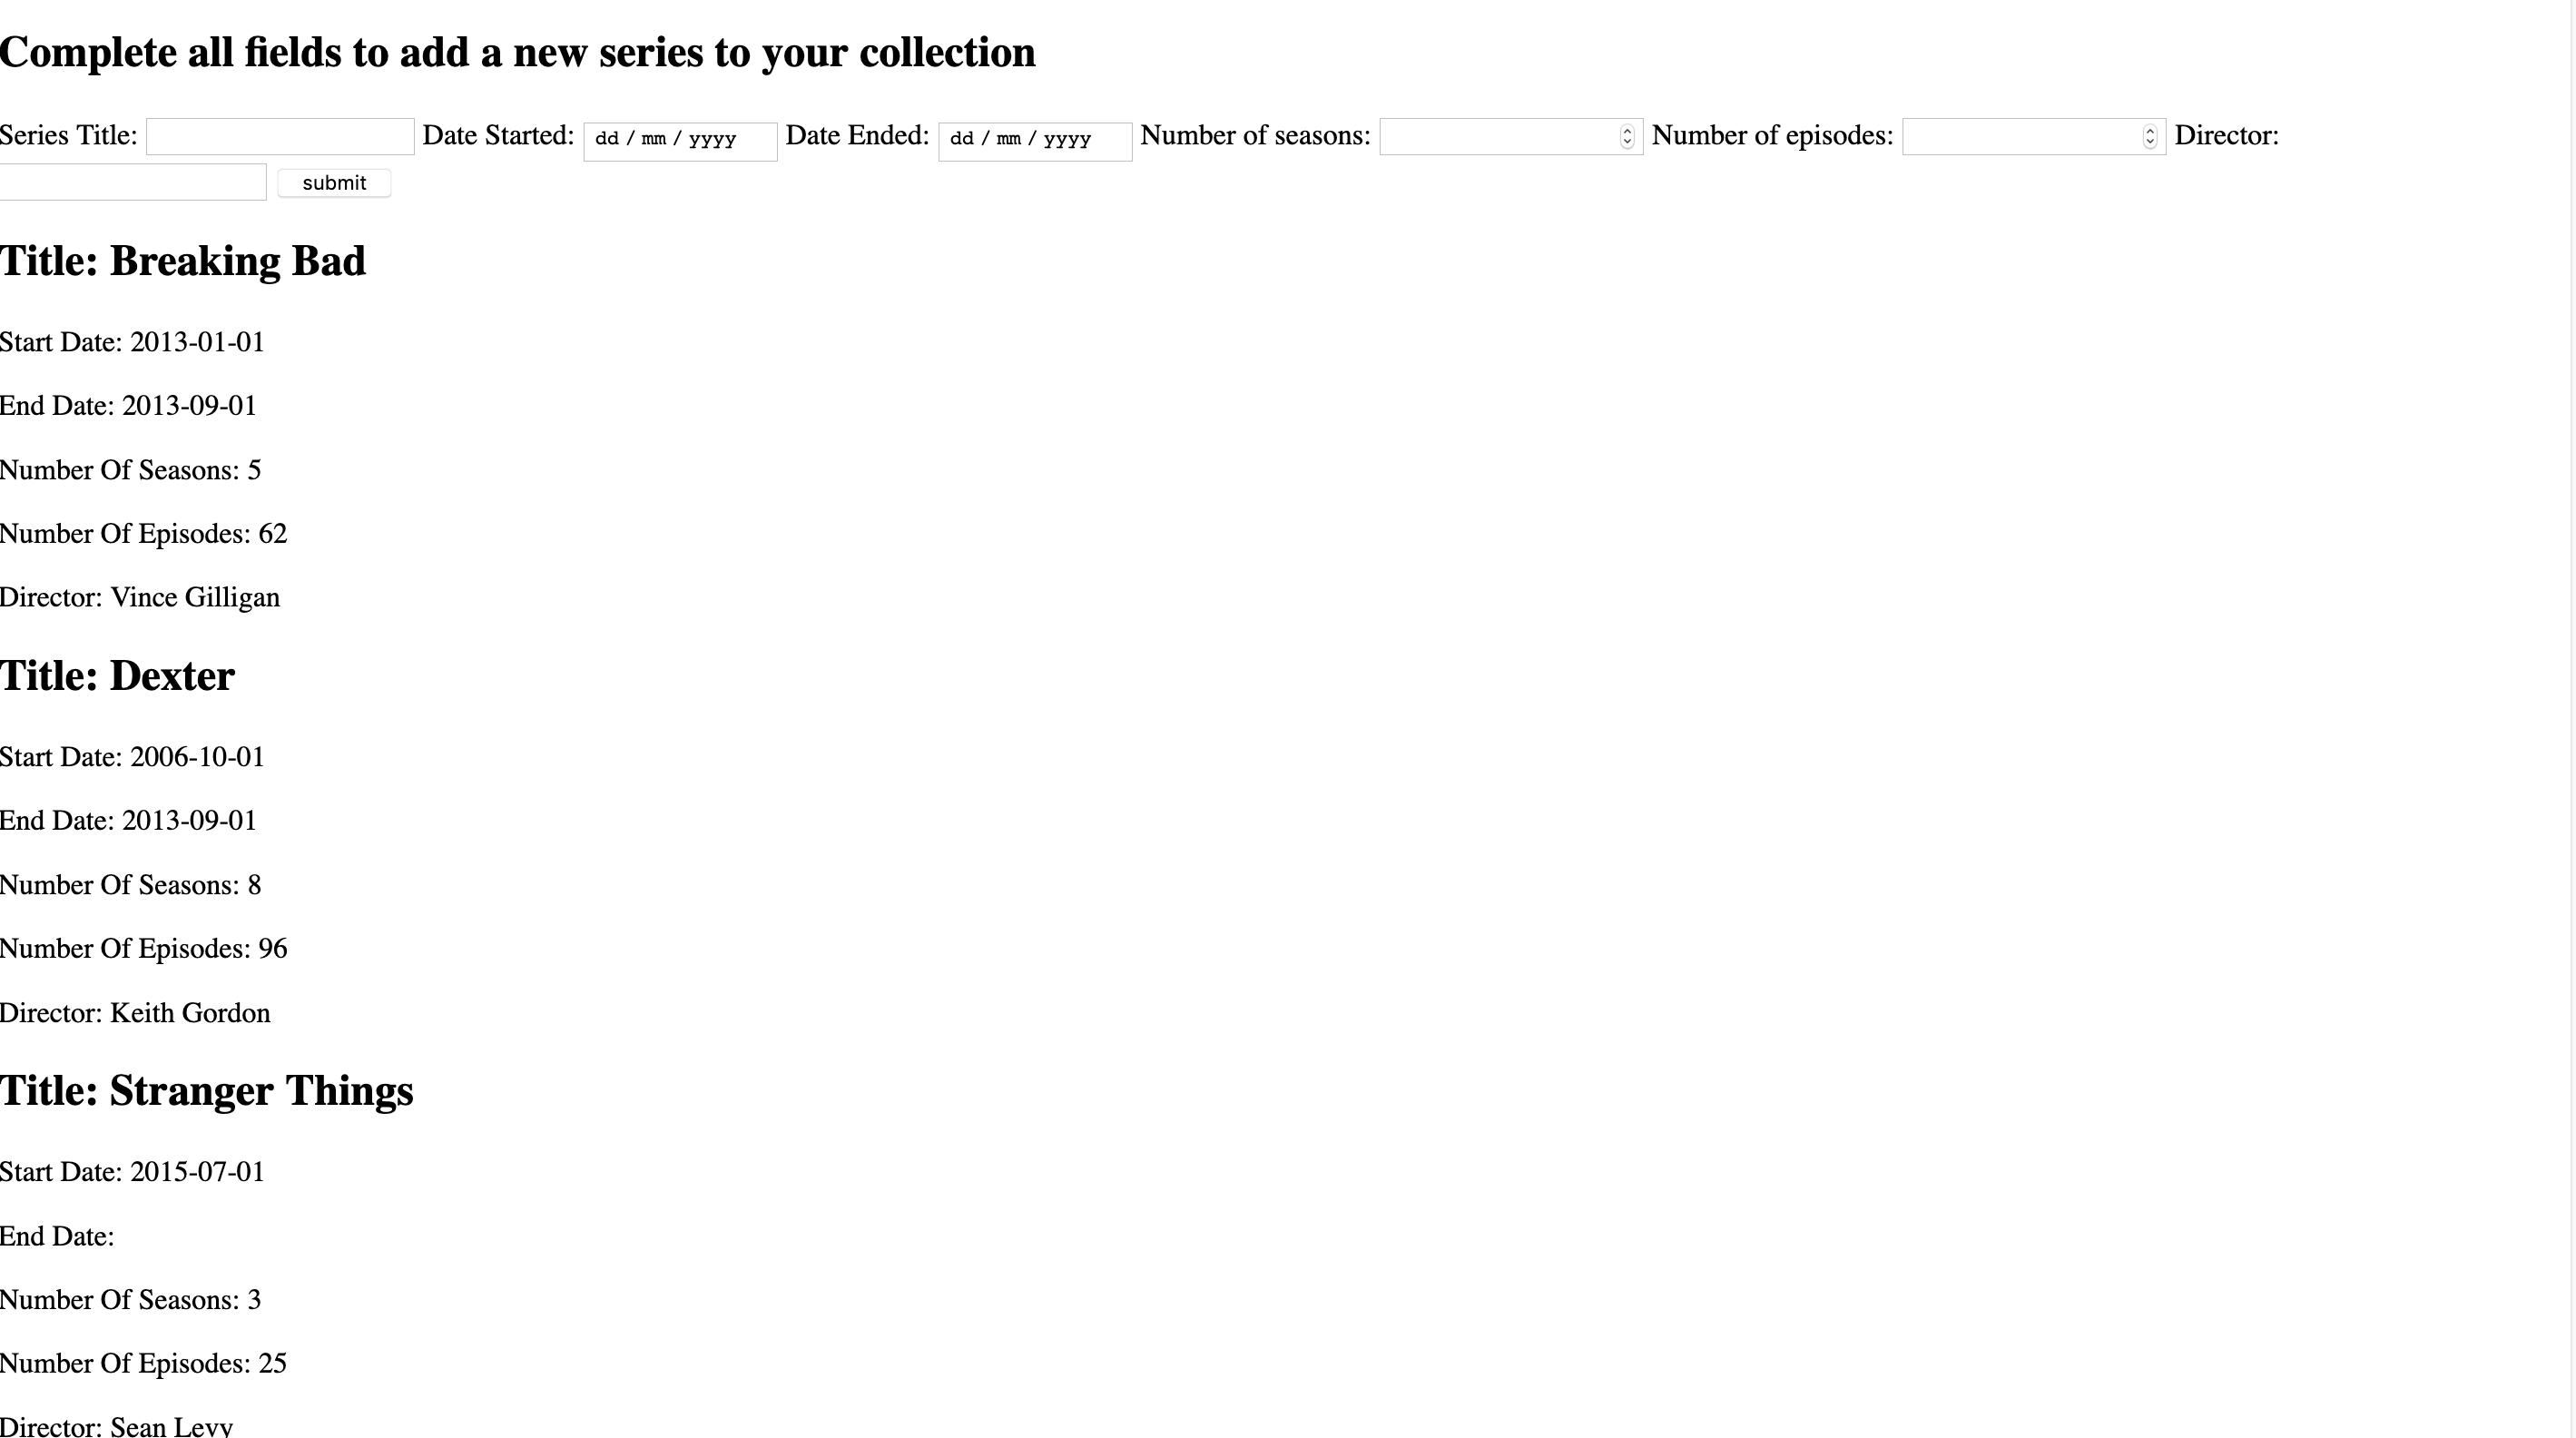 Complete all fields to add a new series to your collection
Series Title: Date Started: dd / mm / yyyy Date Ended: dd / mm / yyyy Number of seasons: Number of episodes: Director:
submit
Title: Breaking Bad
Start Date: 2013-01-01
End Date: 2013-09-01
Number Of Seasons: 5
Number Of Episodes: 62
Director: Vince Gilligan
Title: Dexter
Start Date: 2006-10-01
End Date: 2013-09-01
Number Of Seasons: 8
Number Of Episodes: 96
Director: Keith Gordon
Title: Stranger Things
Start Date: 2015-07-01
End Date:
Number Of Seasons: 3
Number Of Episodes: 25
Director: Sean Levy